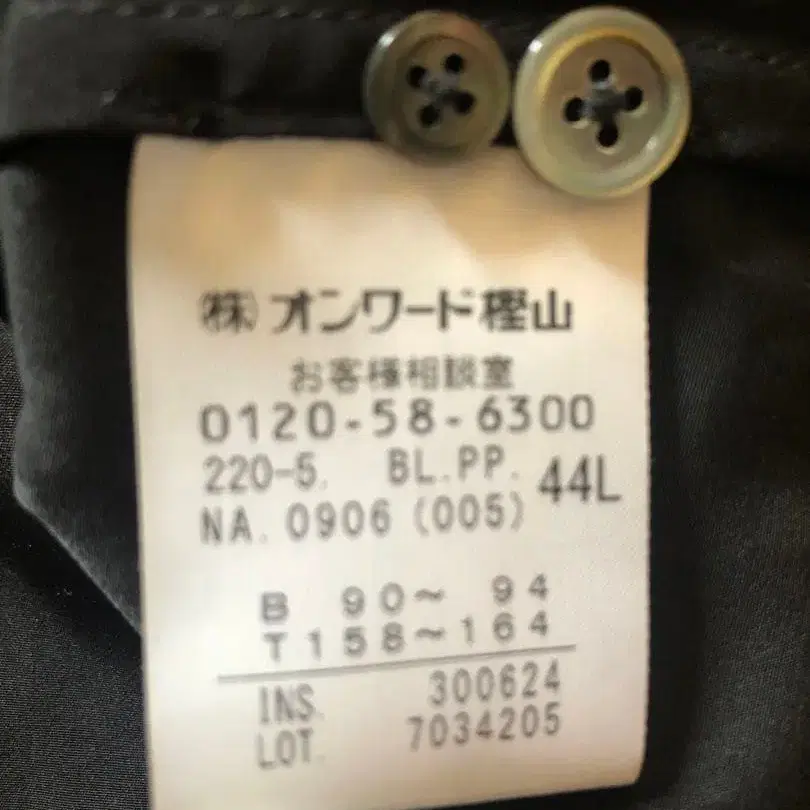 ㈱オンワード樫山
お客様相談室
0120-58-6300
220-5. BL.PP. 44L
NA. 0906 (005)
B 90～ 94
T158～164
INS. 300624
LOT. 7034205